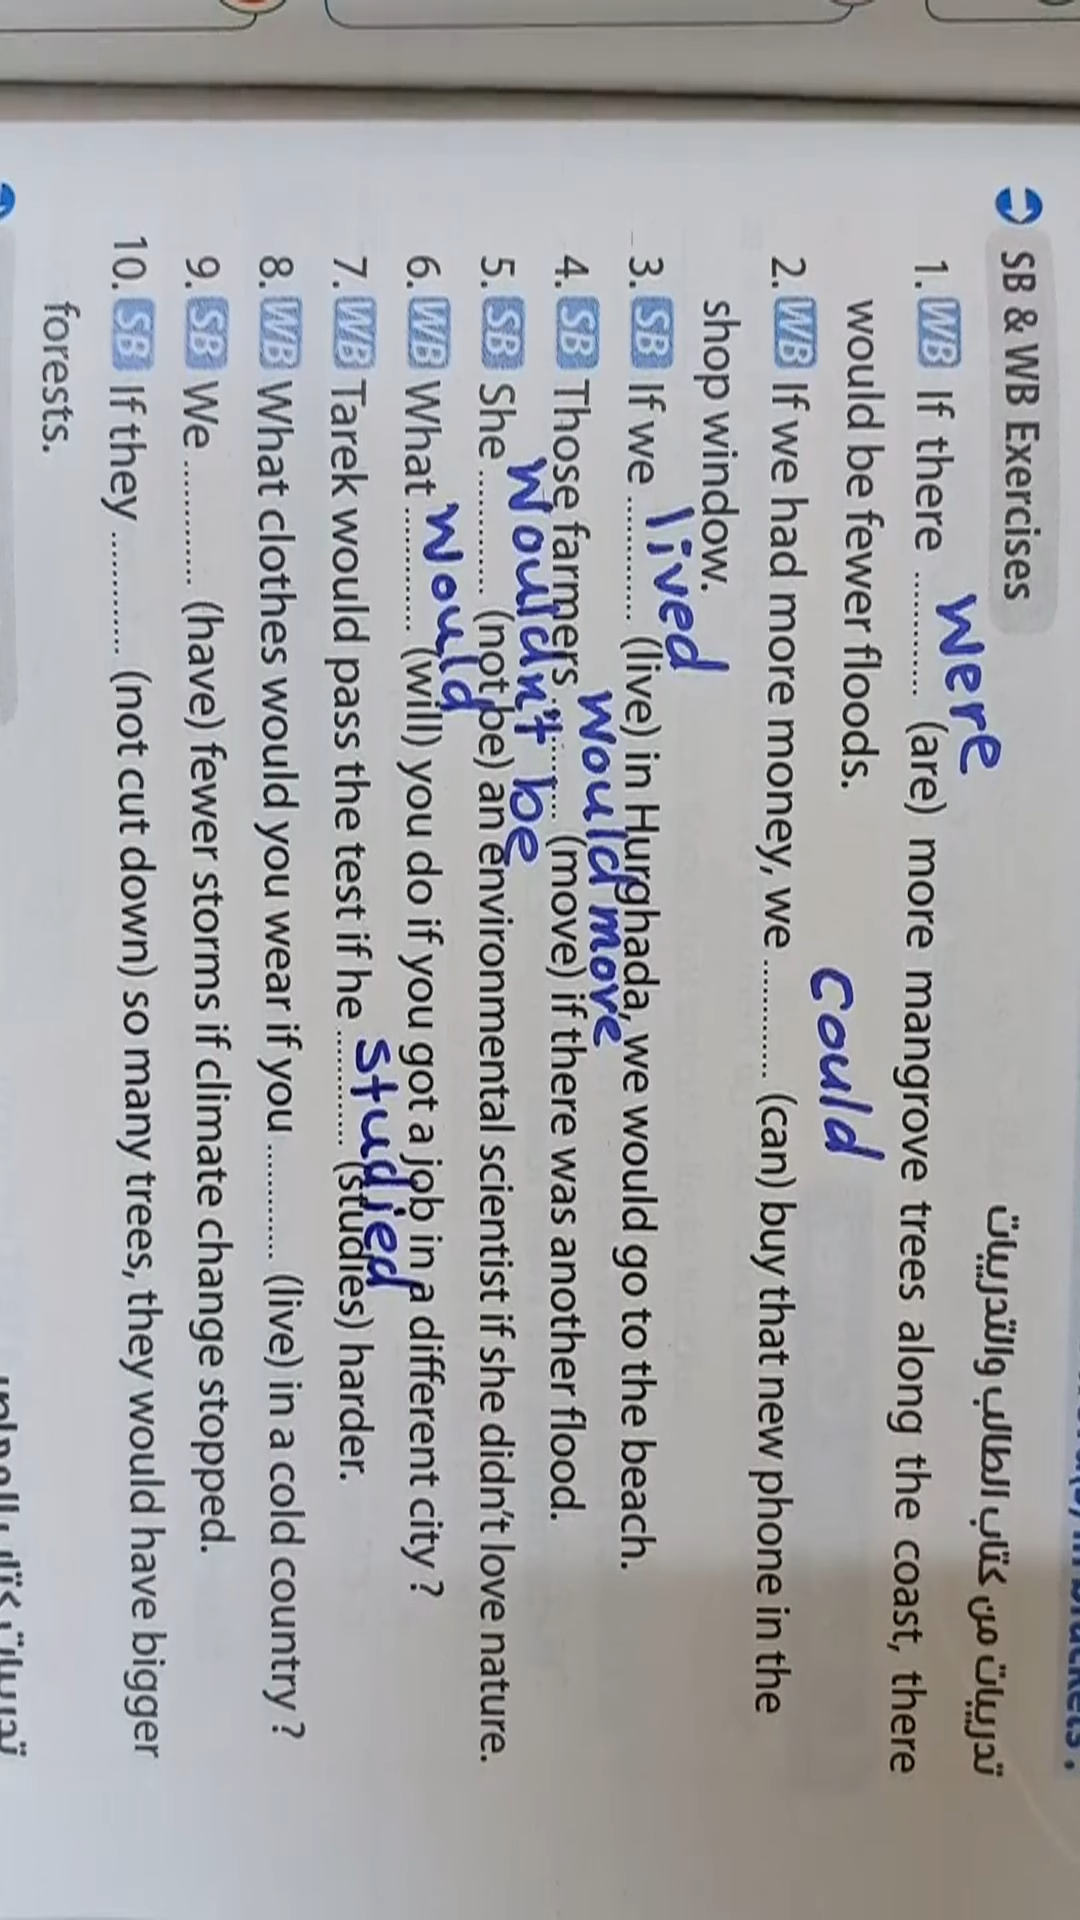 brackets :
SB & WB Exercises تدريبات من كتاب الطالب والتدريبات
were
1. WB If there .......... (are) more mangrove trees along the coast, there
would be fewer floods.
could
2. WB If we had more money, we .......... (can) buy that new phone in the
shop window.
lived
3. SB If we .......... (live) in Hurghada, we would go to the beach.
would move
4. SB Those farmers .......... (move) if there was another flood.
wouldn't be
5. SB She .......... (not be) an environmental scientist if she didn't love nature.
would
6. WB What .......... (will) you do if you got a job in a different city?
studied
7. WB Tarek would pass the test if he .......... (studies) harder.
8. WB What clothes would you wear if you .......... (live) in a cold country?
9. SB We .......... (have) fewer storms if climate change stopped.
10. SB If they .......... (not cut down) so many trees, they would have bigger
forests.